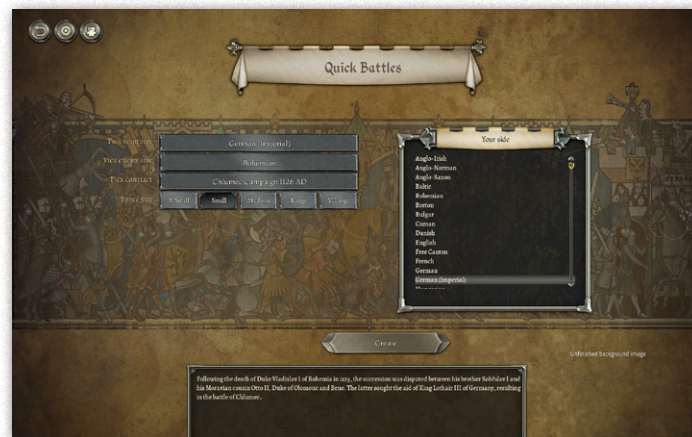 Quick Battles
Pick your side
German (Imperial)
Pick enemy side
Bohemian
Pick conflict
Chlumec Campaign 1126 AD
Small
Medium
Large
V. Large
Your side
Anglo-Irish
Anglo-Norman
Anglo-Saxon
Baltic
Bohemian
Breton
Bulgar
Cuman
Danish
English
Free Canton
French
German
German (Imperial)
Create
Unfinished background image
Following the death of Duke Vladislav I of Bohemia in 1125, the succession was disputed between his brother Soběslav I and
his Moravian cousin Otto II, Duke of Olomouc and Brno. The latter sought the aid of King Lothair III of Germany, resulting
in the battle of Chlumec.